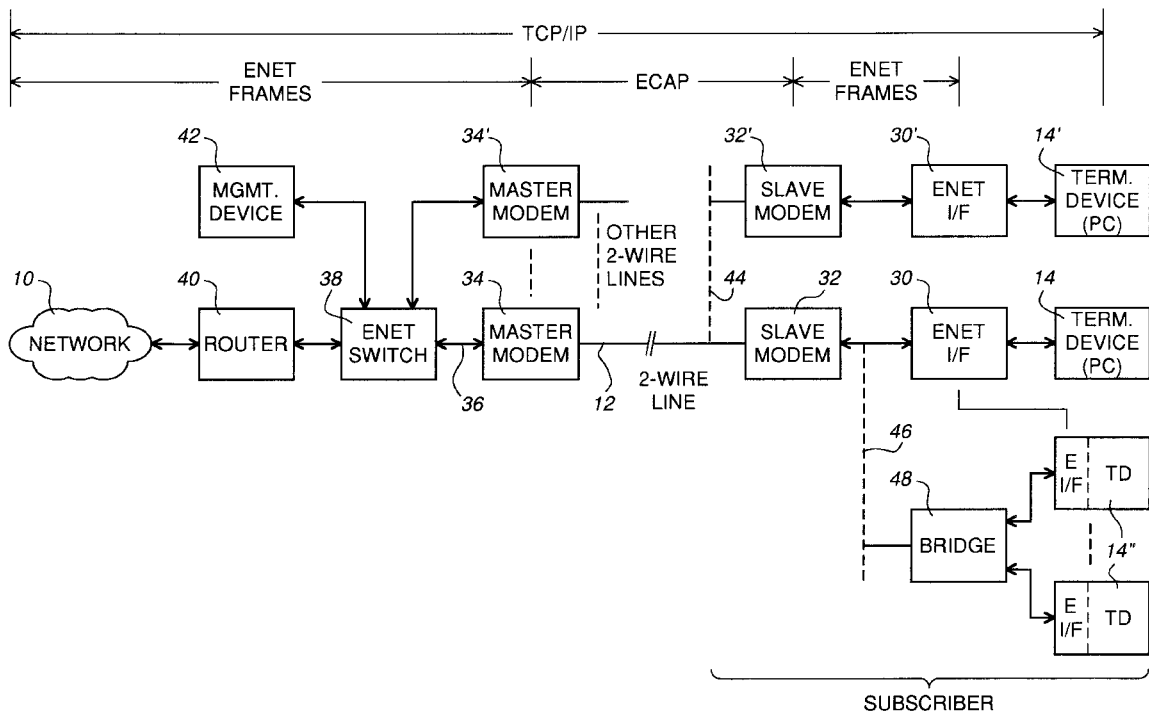 TCP/IP
ENET
FRAMES
ECAP
ENET
FRAMES
42
34'
32'
30'
14'
MGMT.
DEVICE
MASTER
MODEM
SLAVE
MODEM
ENET
I/F
TERM.
DEVICE
(PC)
OTHER
2-WIRE
LINES
10
40
38
34
44
32
30
14
NETWORK
ROUTER
ENET
SWITCH
MASTER
MODEM
SLAVE
MODEM
ENET
I/F
TERM.
DEVICE
(PC)
36
12
2-WIRE
LINE
46
E
I/F
TD
48
BRIDGE
14"
E
I/F
TD
SUBSCRIBER